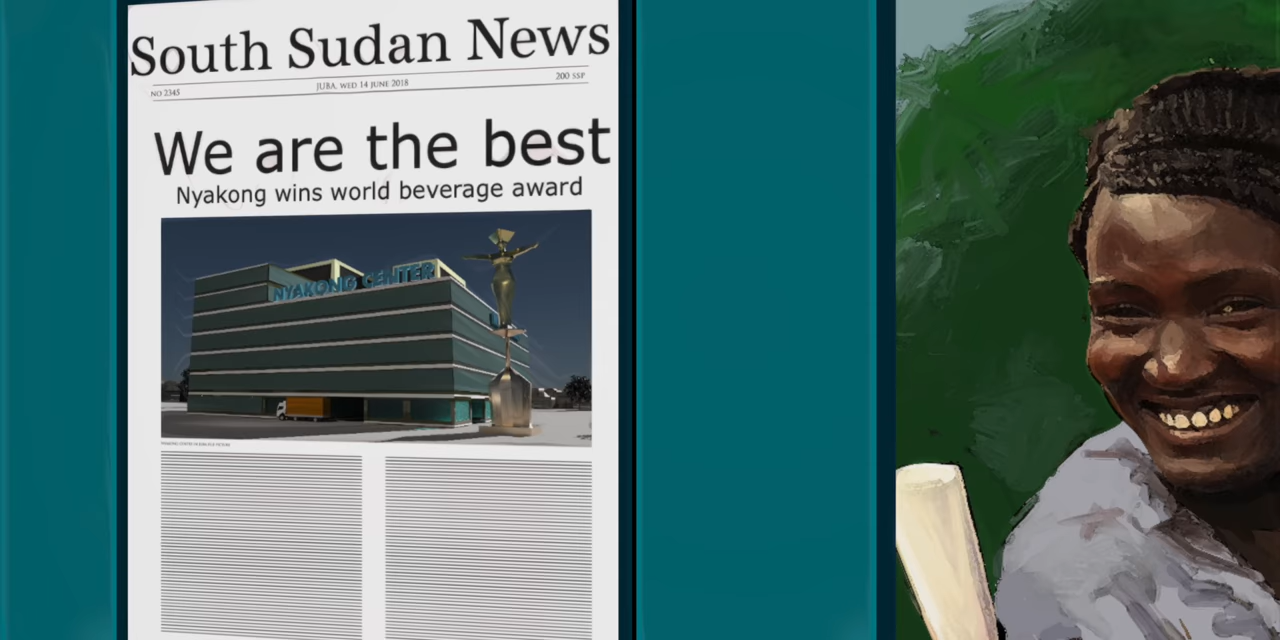 South Sudan News
NO 2345 JUBA, WED 14 JUNE 2018 200 SSP
We are the best
Nyakong wins world beverage award
NYAKONG CENTER